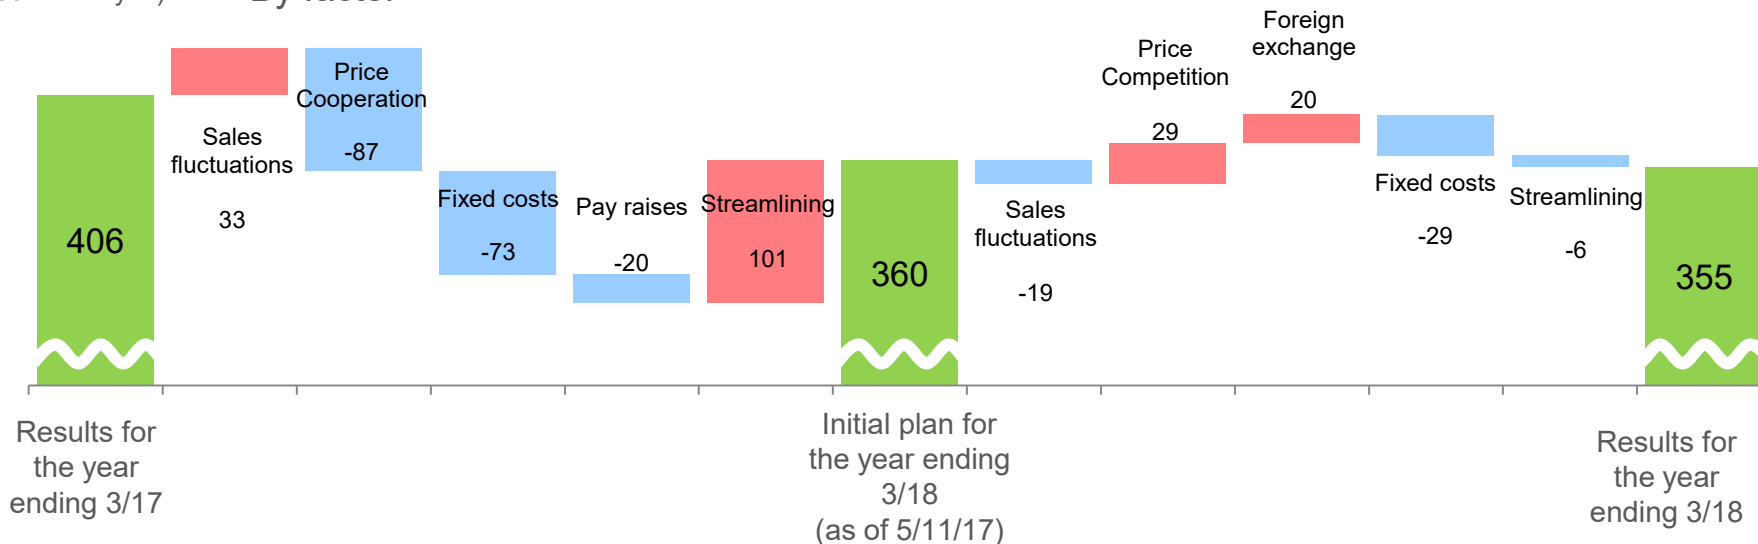 406
Sales
fluctuations
33
Price
Cooperation
-87
Fixed costs
-73
Pay raises
-20
Streamlining
101
360
Sales
fluctuations
-19
Price
Competition
29
Foreign
exchange
20
Fixed costs
-29
Streamlining
-6
355
Results for
the year
ending 3/17
Initial plan for
the year ending
3/18
(as of 5/11/17)
Results for
the year
ending 3/18